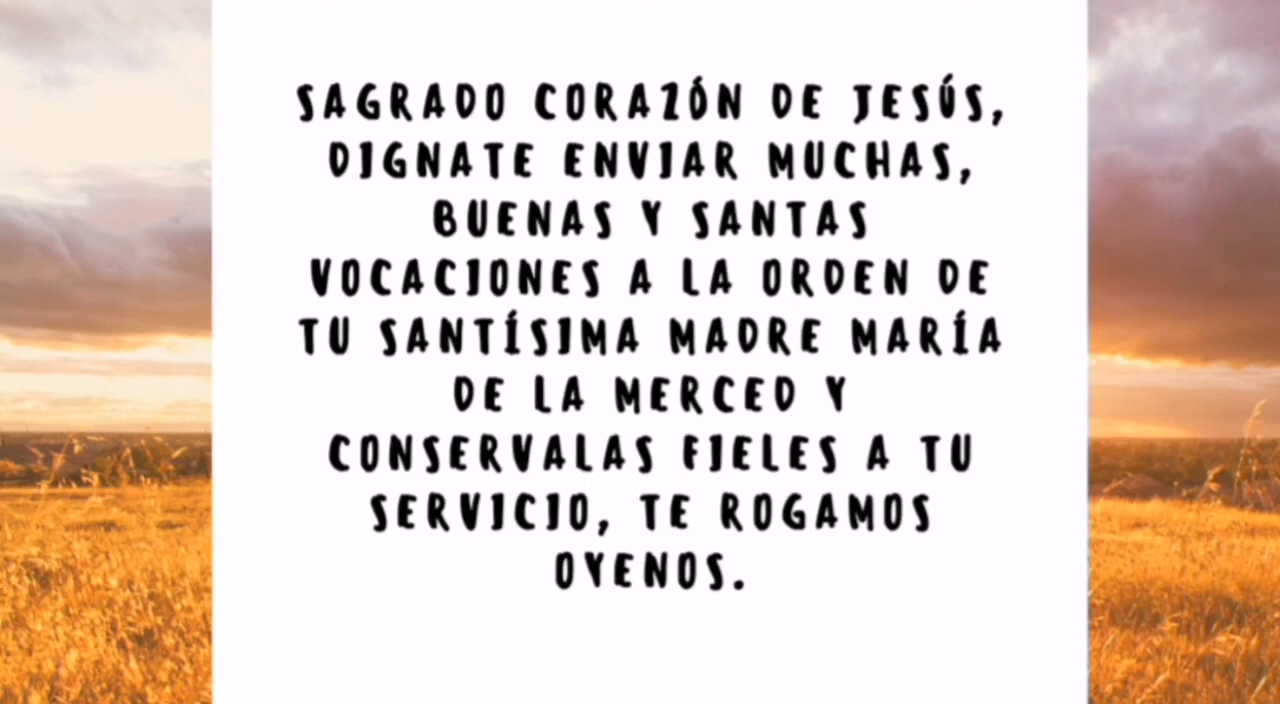 SAGRADO CORAZÓN DE JESÚS,
DIGNATE ENVIAR MUCHAS,
BUENAS Y SANTAS
VOCACIONES A LA ORDEN DE
TU SANTÍSIMA MADRE MARÍA
DE LA MERCED Y
CONSERVALAS FIELES A TU
SERVICIO, TE ROGAMOS
OYENOS.